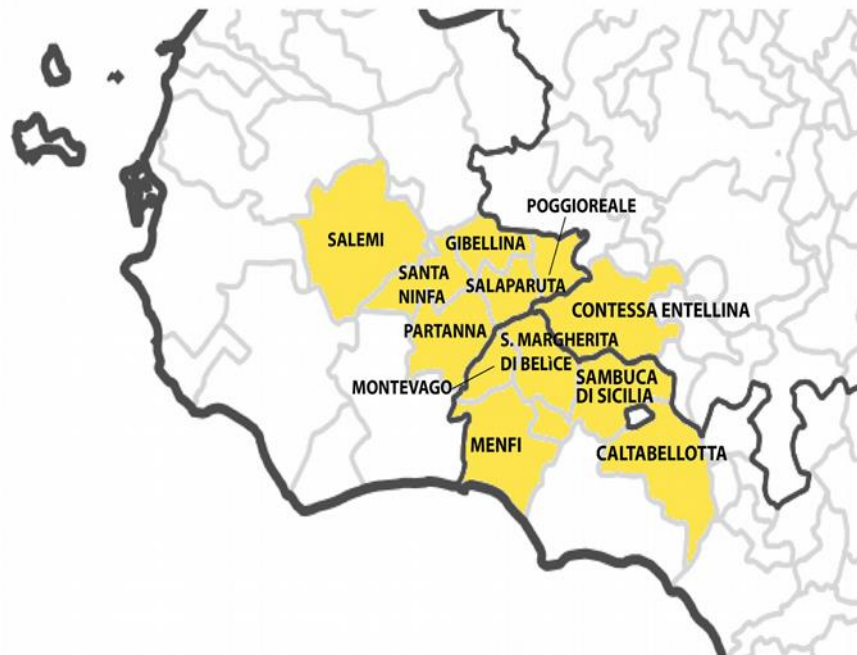 POGGIOREALE
SALEMI
GIBELLINA
SANTA
NINFA
SALAPARUTA
CONTESSA ENTELLINA
PARTANNA
S. MARGHERITA
DI BELìCE
MONTEVAGO
SAMBUCA
DI SICILIA
MENFI
CALTABELLOTTA